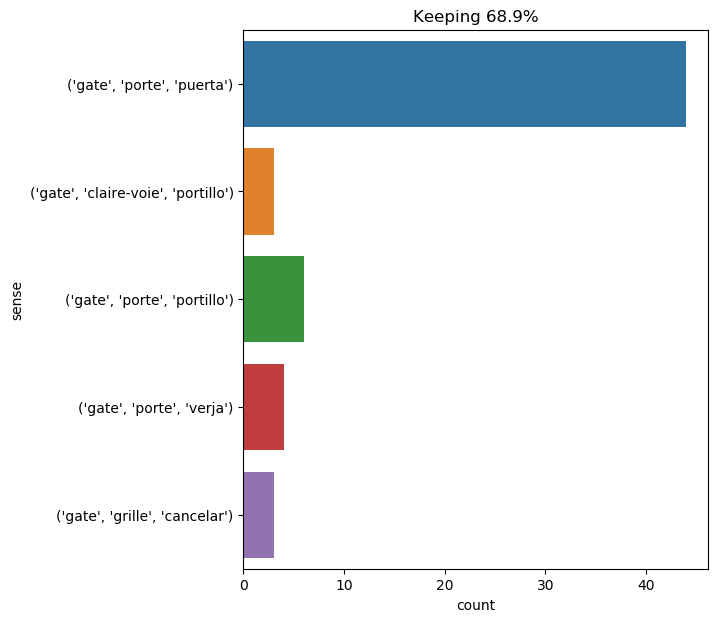 Keeping 68.9%
('gate', 'porte', 'puerta')
('gate', 'claire-voie', 'portillo')
('gate', 'porte', 'portillo')
('gate', 'porte', 'verja')
('gate', 'grille', 'cancelar')
sense
0 10 20 30 40
count